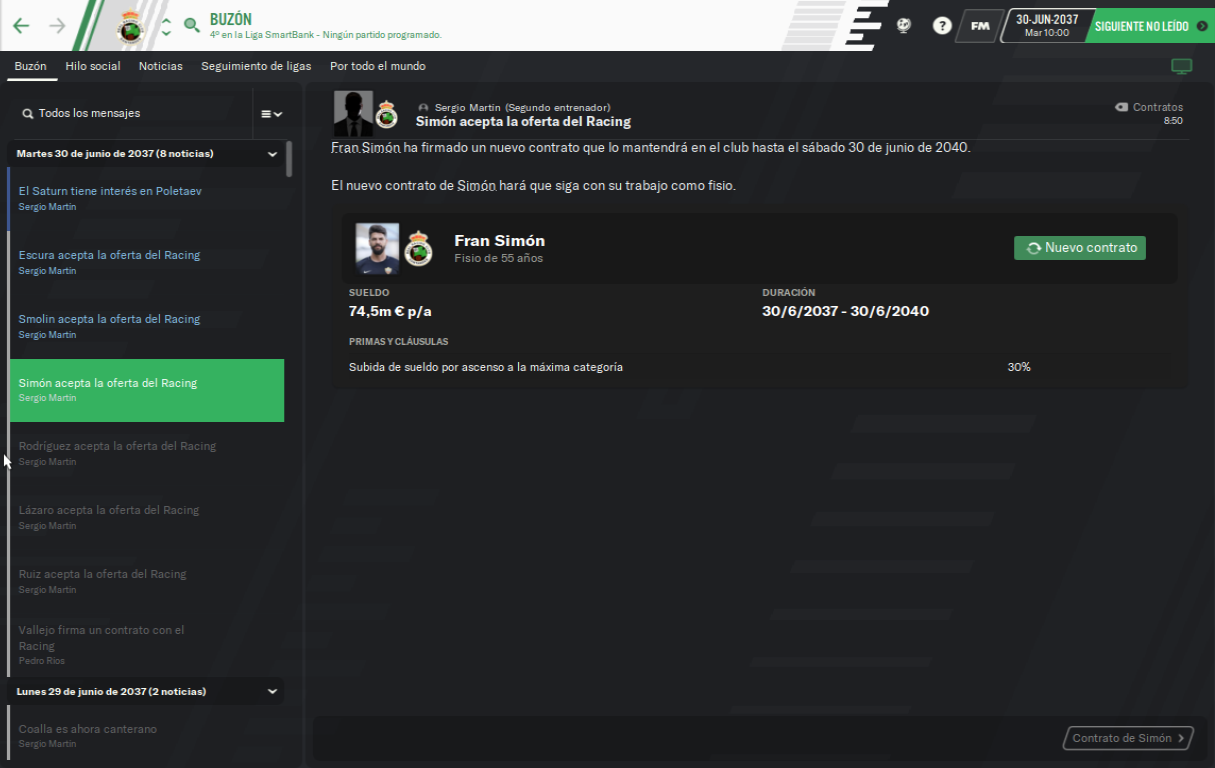 BUZÓN
4º en la Liga SmartBank - Ningún partido programado.
?
FM
30-JUN-2037
Mar 10:00
SIGUIENTE NO LEÍDO
Buzón
Hilo social
Noticias
Seguimiento de ligas
Por todo el mundo
Todos los mensajes
Martes 30 de junio de 2037 (8 noticias)
El Saturn tiene interés en Poletaev
Sergio Martín
Escura acepta la oferta del Racing
Sergio Martín
Smolin acepta la oferta del Racing
Sergio Martín
Simón acepta la oferta del Racing
Sergio Martín
Rodríguez acepta la oferta del Racing
Sergio Martín
Lázaro acepta la oferta del Racing
Sergio Martín
Ruiz acepta la oferta del Racing
Sergio Martín
Vallejo firma un contrato con el
Racing
Pedro Ríos
Lunes 29 de junio de 2037 (2 noticias)
Coalla es ahora canterano
Sergio Martín
Sergio Martín (Segundo entrenador)
Simón acepta la oferta del Racing
Contratos
8:50
Fran Simón ha firmado un nuevo contrato que lo mantendrá en el club hasta el sábado 30 de junio de 2040.
El nuevo contrato de Simón hará que siga con su trabajo como fisio.
Fran Simón
Fisio de 55 años
Nuevo contrato
SUELDO
74,5m € p/a
DURACIÓN
30/6/2037 - 30/6/2040
PRIMAS Y CLÁUSULAS
Subida de sueldo por ascenso a la máxima categoría
30%
Contrato de Simón